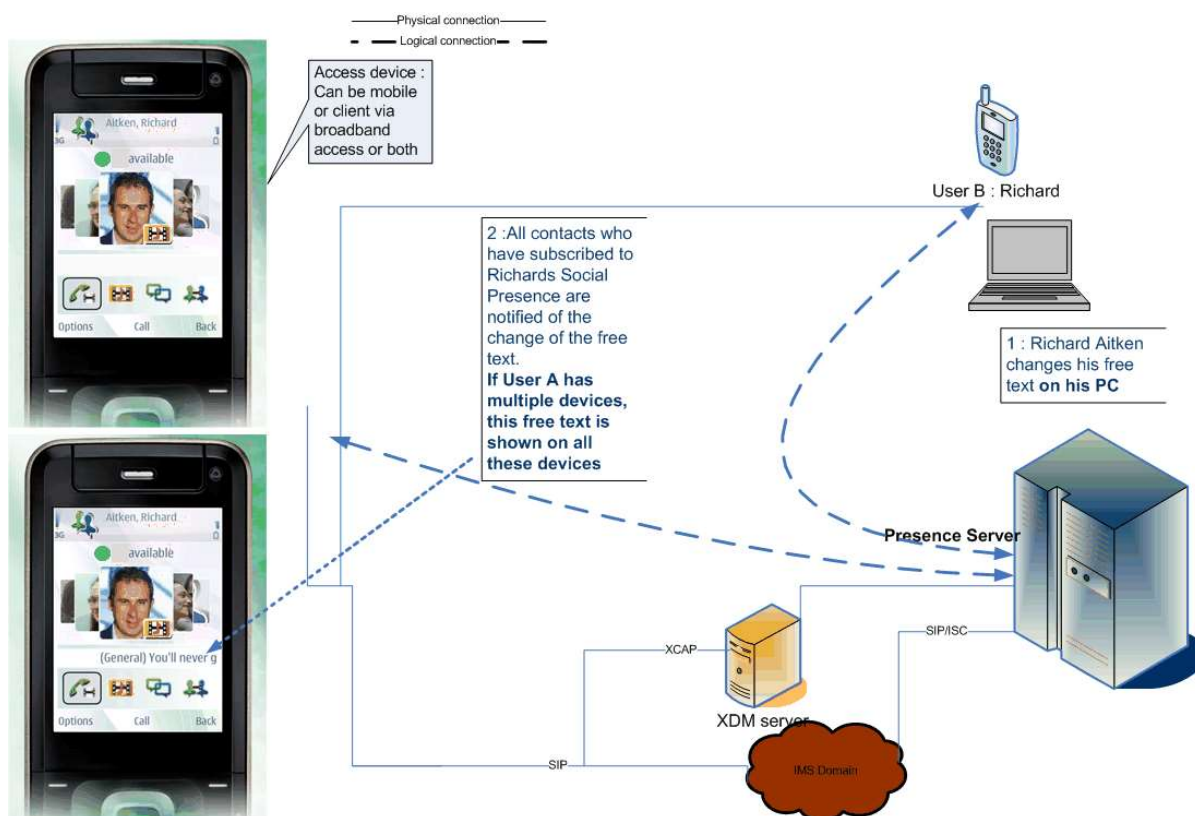 Physical connection
Logical connection
Access device :
Can be mobile
or client via
broadband
access or both
Aitken, Richard
3G
available
Options
Call
Back
User B : Richard
2 :All contacts who
have subscribed to
Richards Social
Presence are
notified of the
change of the free
text.
If User A has
multiple devices,
this free text is
shown on all
these devices
1 : Richard Aitken
changes his free
text on his PC
Aitken, Richard
3G
available
(General) You'll never g
Options
Call
Back
Presence Server
SIP/ISC
XCAP
XDM server
SIP
IMS Domain